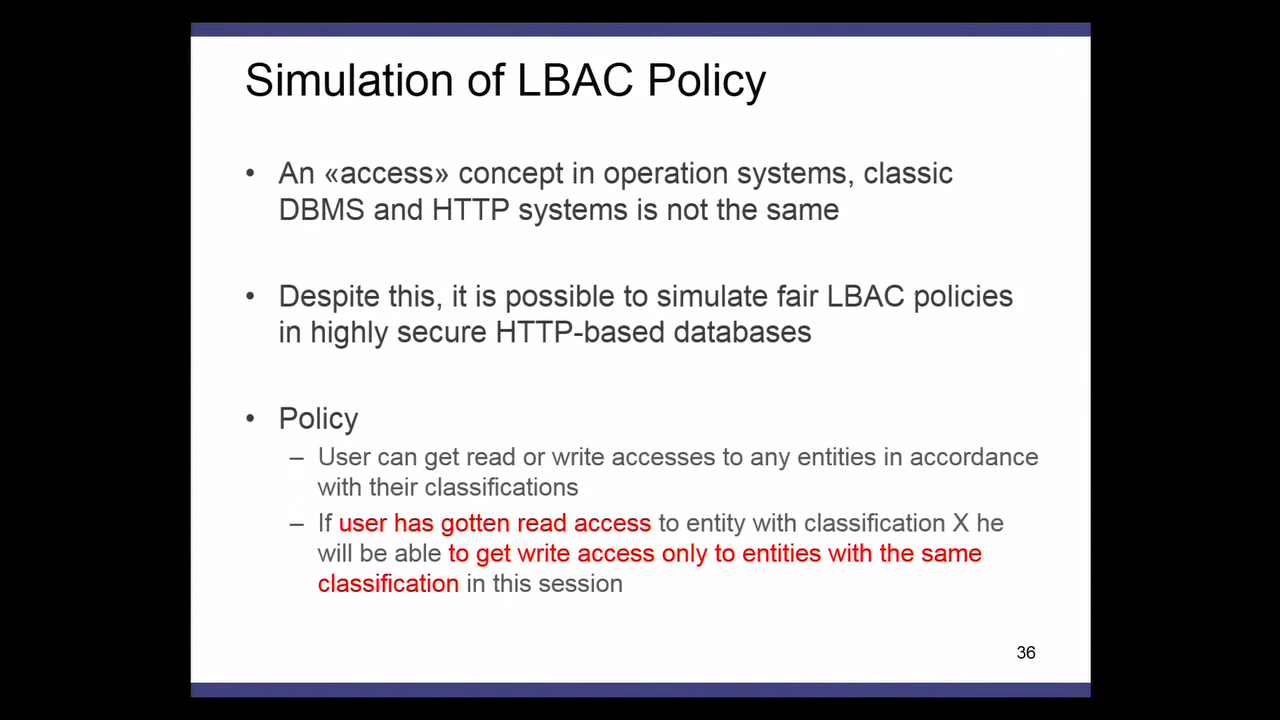 Simulation of LBAC Policy
• An «access» concept in operation systems, classic
DBMS and HTTP systems is not the same
• Despite this, it is possible to simulate fair LBAC policies
in highly secure HTTP-based databases
• Policy
– User can get read or write accesses to any entities in accordance
with their classifications
– If user has gotten read access to entity with classification X he
will be able to get write access only to entities with the same
classification in this session
36